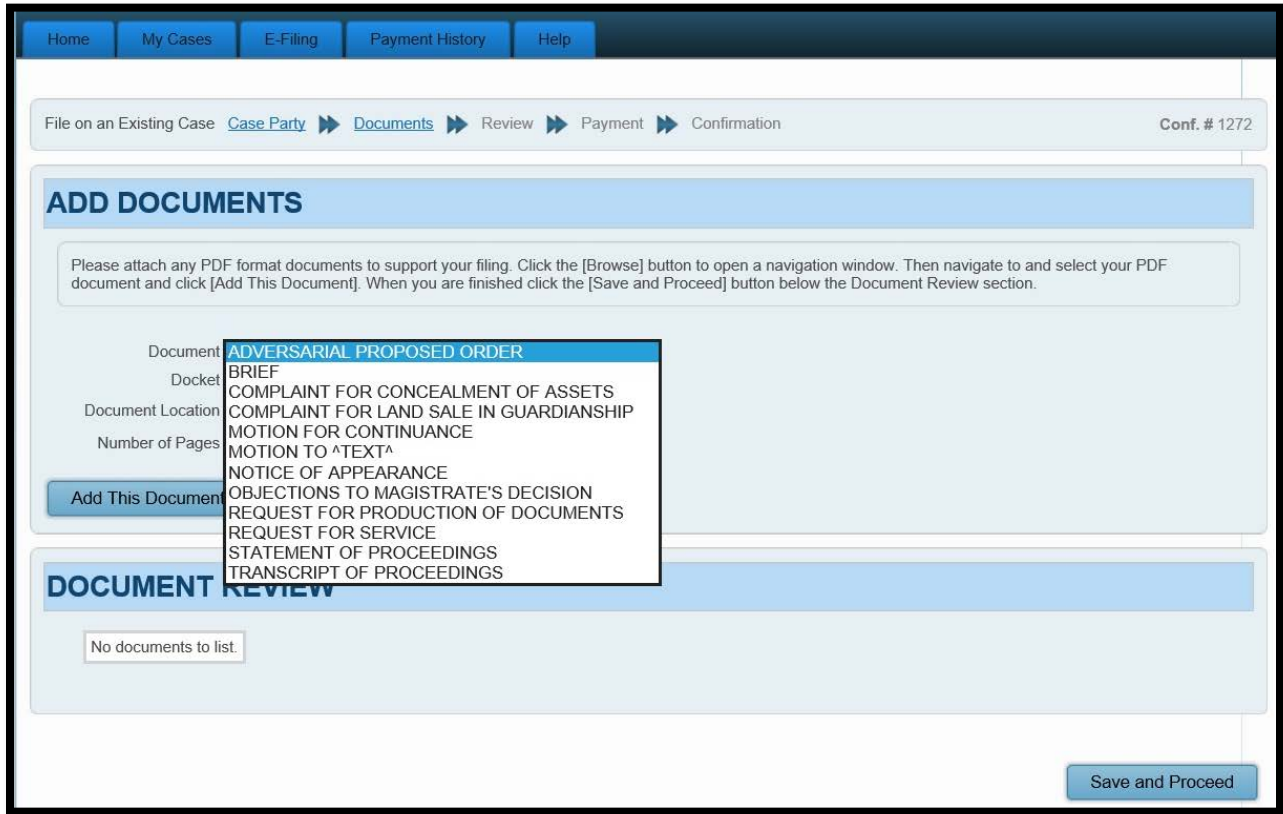 Home My Cases E-Filing Payment History Help
File on an Existing Case Case Party Documents Review Payment Confirmation Conf. # 1272
ADD DOCUMENTS
Please attach any PDF format documents to support your filing. Click the [Browse] button to open a navigation window. Then navigate to and select your PDF
document and click [Add This Document]. When you are finished click the [Save and Proceed] button below the Document Review section.
Document ADVERSARIAL PROPOSED ORDER
Docket BRIEF
COMPLAINT FOR CONCEALMENT OF ASSETS
Document Location COMPLAINT FOR LAND SALE IN GUARDIANSHIP
Number of Pages MOTION FOR CONTINUANCE
MOTION TO ^TEXT^
NOTICE OF APPEARANCE
Add This Document OBJECTIONS TO MAGISTRATE'S DECISION
REQUEST FOR PRODUCTION OF DOCUMENTS
REQUEST FOR SERVICE
STATEMENT OF PROCEEDINGS
TRANSCRIPT OF PROCEEDINGS
DOCUMENT REVIEW
No documents to list.
Save and Proceed